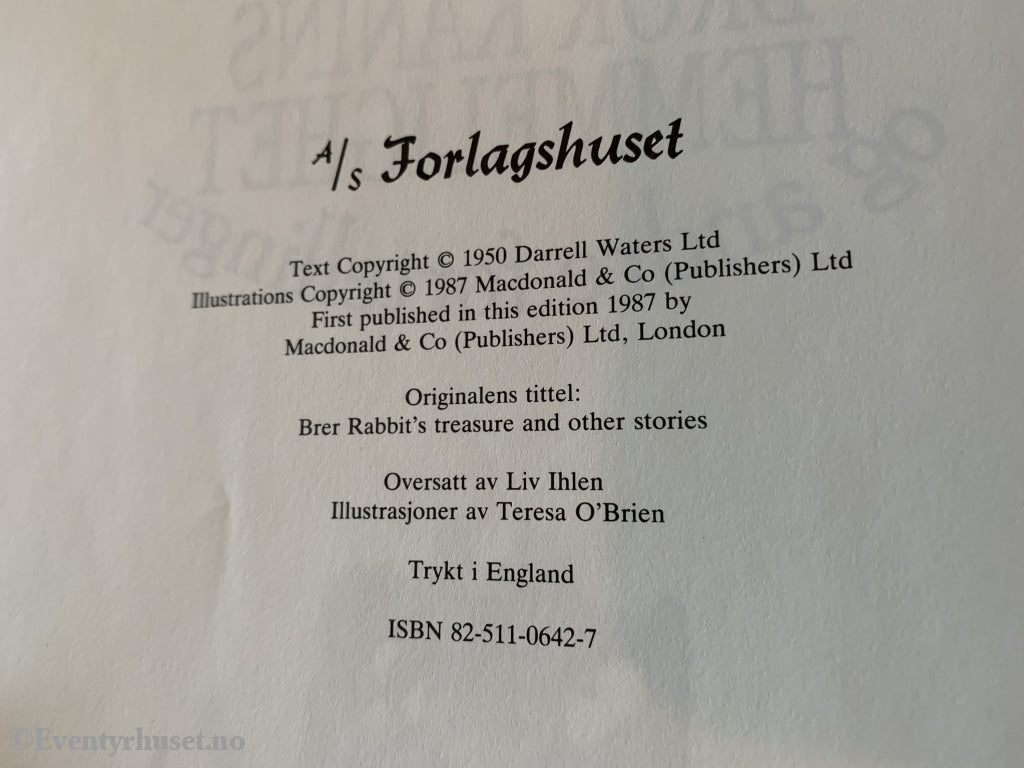 A/S Forlagshuset
Text Copyright © 1950 Darrell Waters Ltd
Illustrations Copyright © 1987 Macdonald & Co (Publishers) Ltd
First published in this edition 1987 by
Macdonald & Co (Publishers) Ltd, London
Originalens tittel:
Brer Rabbit's treasure and other stories
Oversatt av Liv Ihlen
Illustrasjoner av Teresa O'Brien
Trykt i England
ISBN 82-511-0642-7
©Eventyrhuset.no